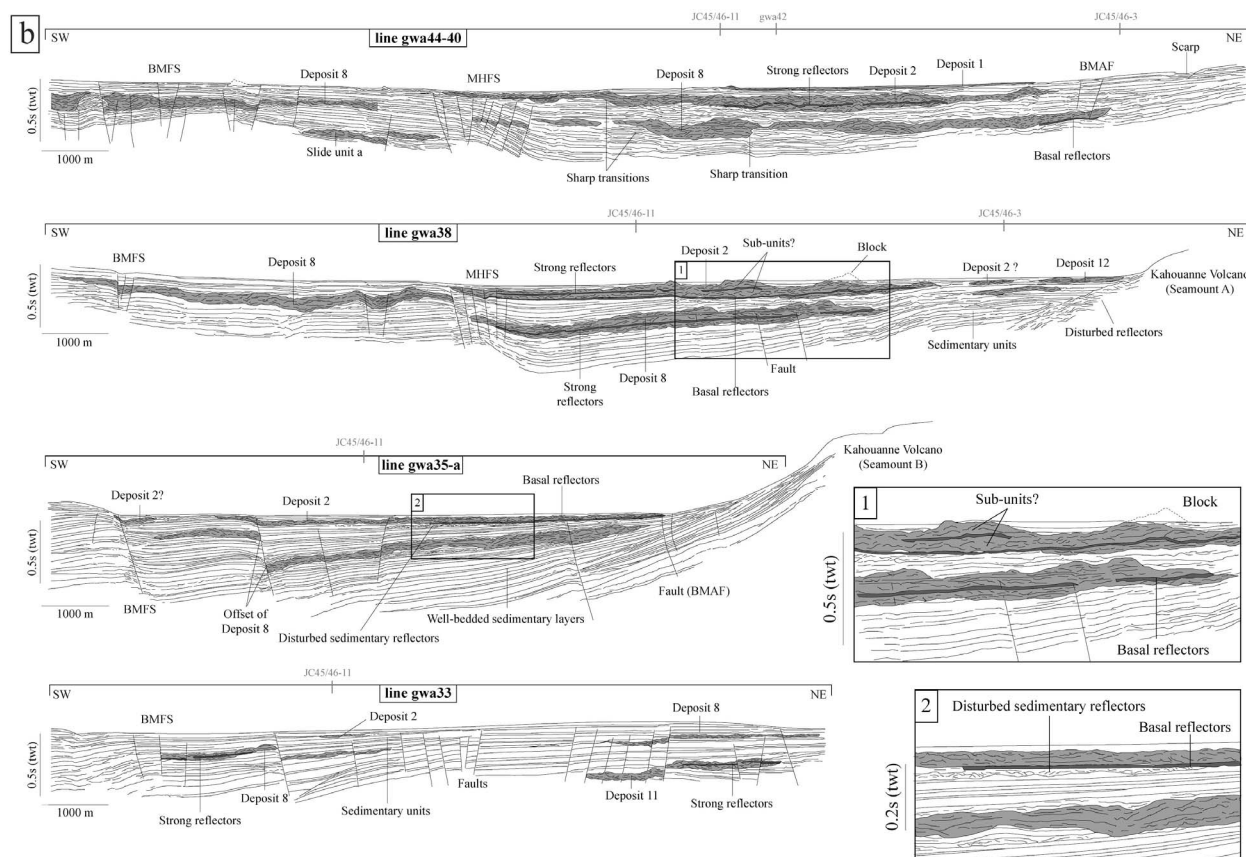 b
JC45/46-11
gwa42
JC45/46-3
SW
line gwa44-40
NE
Scarp
BMFS
Deposit 8
MHFS
Deposit 8
Strong reflectors
Deposit 2
Deposit 1
BMAF
0.5s (twt)
1000 m
Slide unit a
Sharp transitions
Sharp transition
Basal reflectors
JC45/46-11
JC45/46-3
SW
line gwa38
NE
BMFS
Deposit 8
MHFS
Strong reflectors
1
Deposit 2
Sub-units?
Block
Deposit 2 ?
Deposit 12
Kahouanne Volcano
(Seamount A)
0.5s (twt)
1000 m
Strong
reflectors
Deposit 8
Basal reflectors
Fault
Sedimentary units
Disturbed reflectors
JC45/46-11
SW
line gwa35-a
NE
Kahouanne Volcano
(Seamount B)
Deposit 2?
Deposit 2
2
Basal reflectors
0.5s (twt)
1000 m
BMFS
Offset of
Deposit 8
Disturbed sedimentary reflectors
Well-bedded sedimentary layers
Fault (BMAF)
1
Sub-units?
Block
0.5s (twt)
Basal reflectors
JC45/46-11
SW
line gwa33
NE
BMFS
Deposit 2
Deposit 8
0.5s (twt)
1000 m
Strong reflectors
Deposit 8
Sedimentary units
Faults
Deposit 11
Strong reflectors
2
Disturbed sedimentary reflectors
Basal reflectors
0.2s (twt)